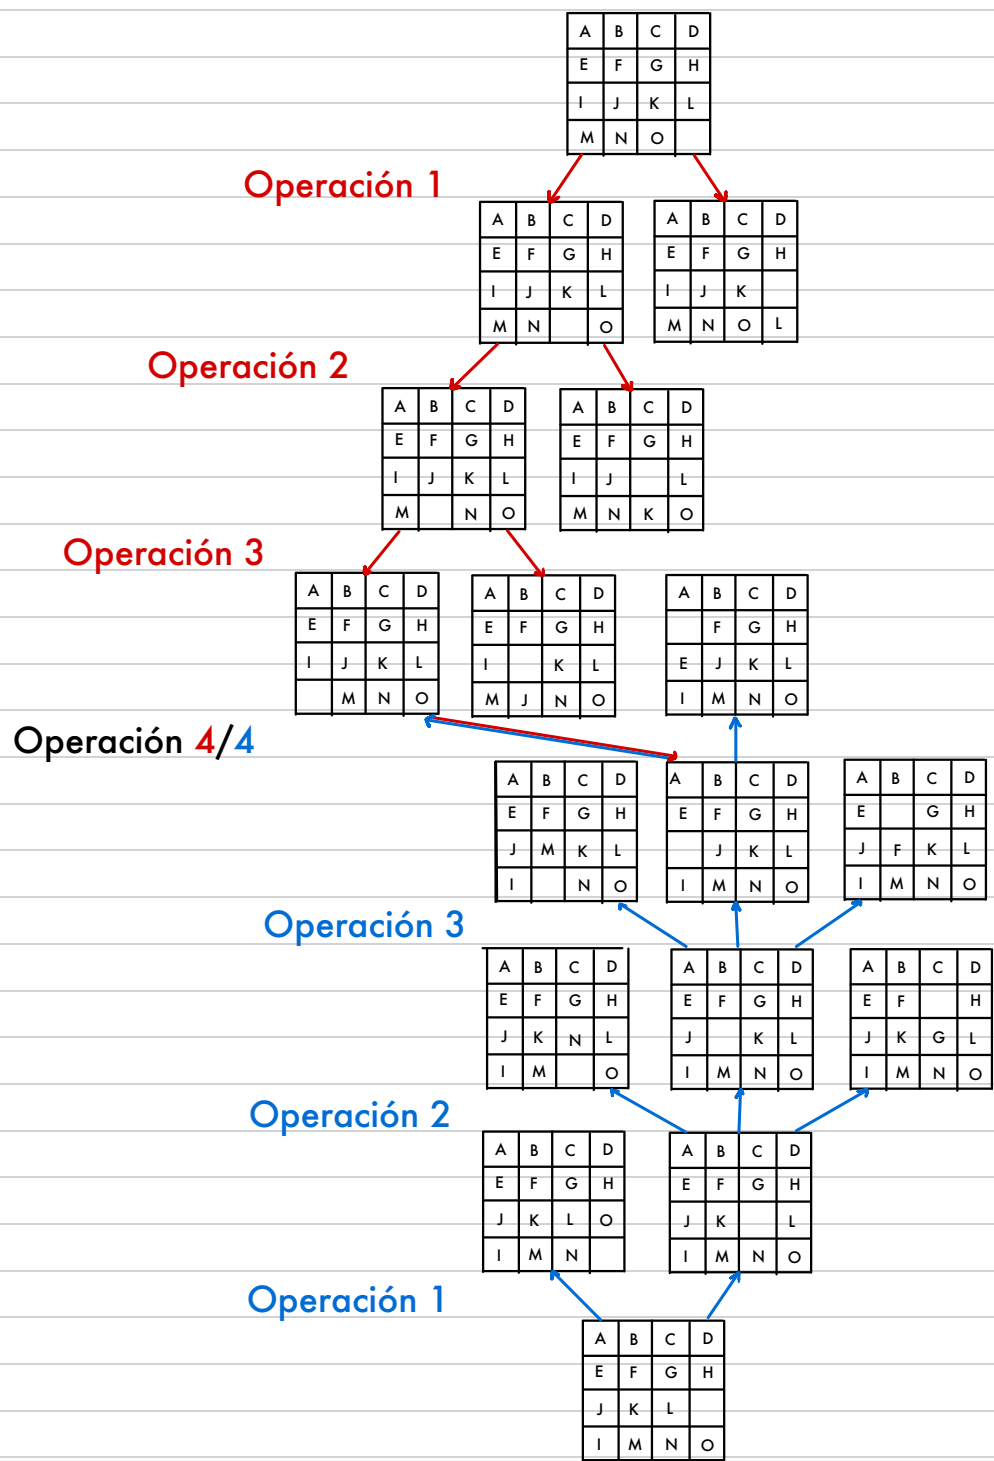 A B C D
E F G H
I J K L
M N O
Operación 1
A B C D
E F G H
I J K L
M N O
A B C D
E F G H
I J K
M N O L
Operación 2
A B C D
E F G H
I J K L
M N O
A B C D
E F G H
I J L
M N K O
Operación 3
A B C D
E F G H
I J K L
M N O
A B C D
E F G H
I K L
M J N O
A B C D
F G H
E J K L
I M N O
Operación 4/4
A B C D
E F G H
J M K L
I N O
A B C D
E F G H
J K L
I M N O
A B C D
E G H
J F K L
I M N O
Operación 3
A B C D
E F G H
J K N L
I M O
A B C D
E F G H
J K L
I M N O
A B C D
E F H
J K G L
I M N O
Operación 2
A B C D
E F G H
J K L O
I M N
A B C D
E F G H
J K L
I M N O
Operación 1
A B C D
E F G H
J K L
I M N O